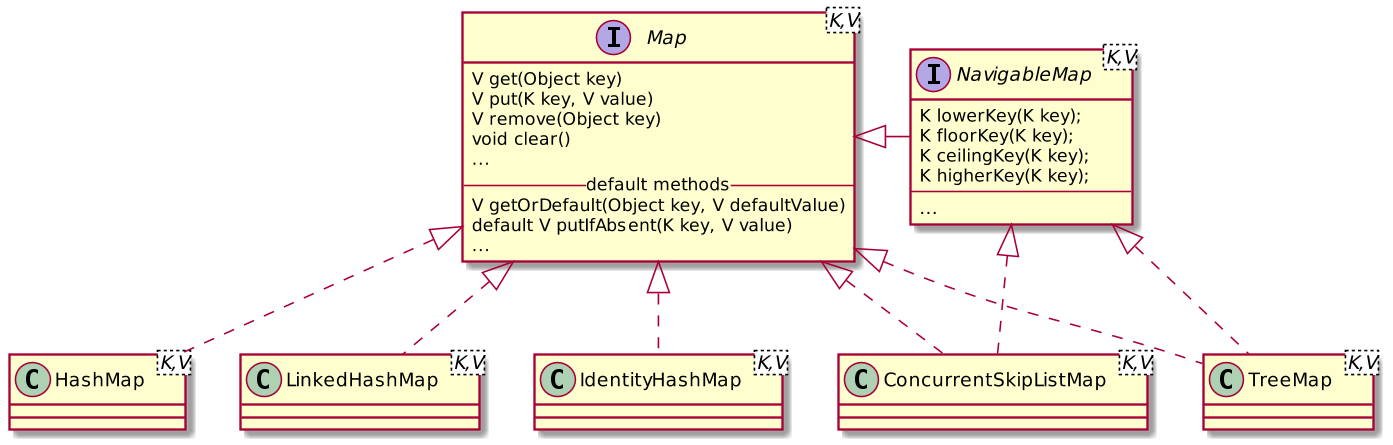 K,V
I Map
V get(Object key)
V put(K key, V value)
V remove(Object key)
void clear()
...
default methods
V getOrDefault(Object key, V defaultValue)
default V putIfAbsent(K key, V value)
...
K,V
I NavigableMap
K lowerKey(K key);
K floorKey(K key);
K ceilingKey(K key);
K higherKey(K key);
...
K,V
C HashMap
K,V
C LinkedHashMap
K,V
C IdentityHashMap
K,V
C ConcurrentSkipListMap
K,V
C TreeMap